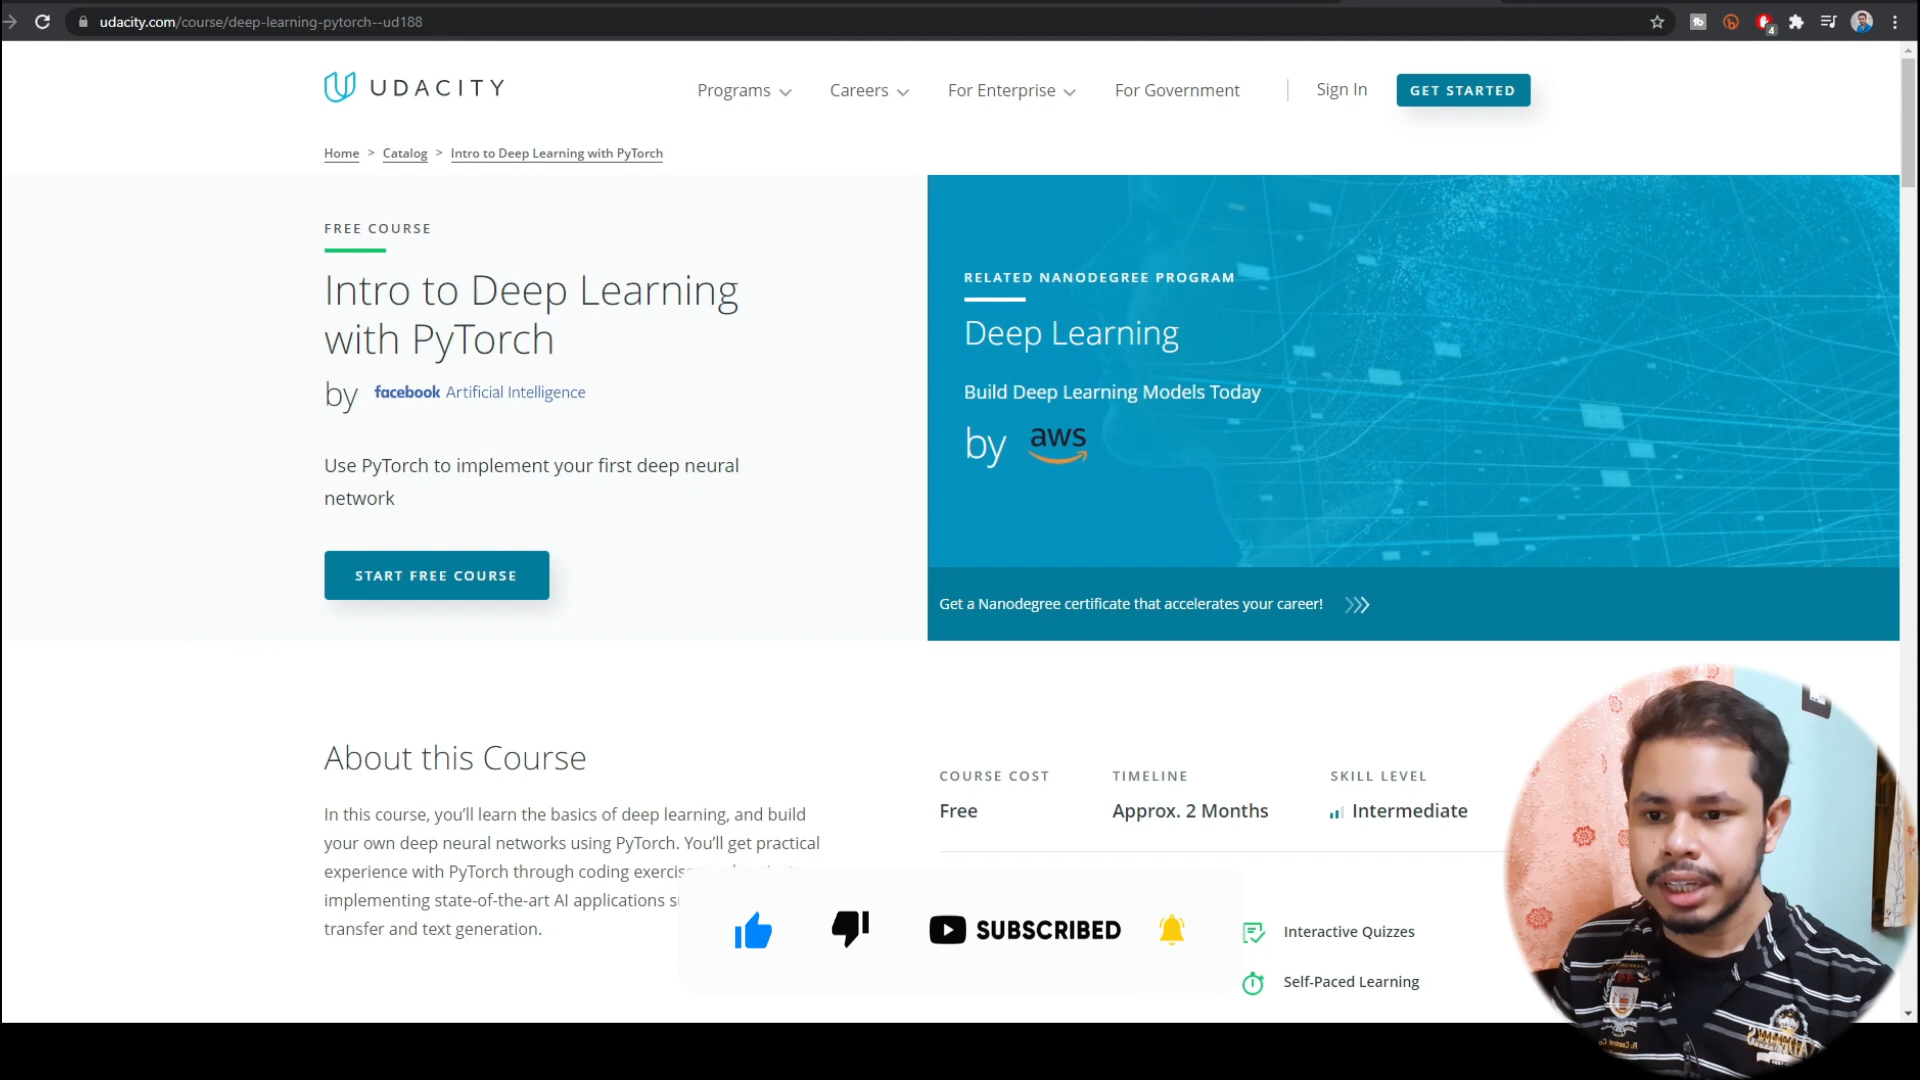 udacity.com/course/deep-learning-pytorch--ud188
4
UDACITY
Programs
Careers
For Enterprise
For Government
Sign In
GET STARTED
Home > Catalog > Intro to Deep Learning with PyTorch
FREE COURSE
Intro to Deep Learning
with PyTorch
by facebook Artificial Intelligence
Use PyTorch to implement your first deep neural
network
START FREE COURSE
RELATED NANODEGREE PROGRAM
Deep Learning
Build Deep Learning Models Today
by aws
Get a Nanodegree certificate that accelerates your career!
About this Course
In this course, you'll learn the basics of deep learning, and build
your own deep neural networks using PyTorch. You'll get practical
experience with PyTorch through coding
implementing state-of-the-art AI applications
transfer and text generation.
COURSE COST
Free
TIMELINE
Approx. 2 Months
SKILL LEVEL
Intermediate
Interactive Quizzes
Self-Paced Learning
SUBSCRIBED